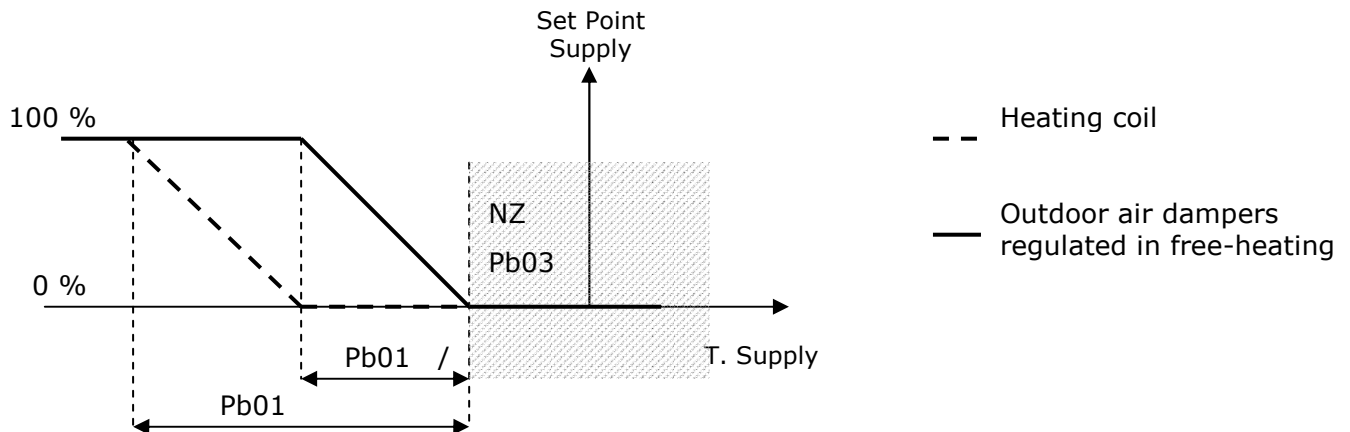 Set Point
Supply
100 %
Heating coil
NZ
Outdoor air dampers
regulated in free-heating
Pb03
0 %
T. Supply
Pb01 /
Pb01